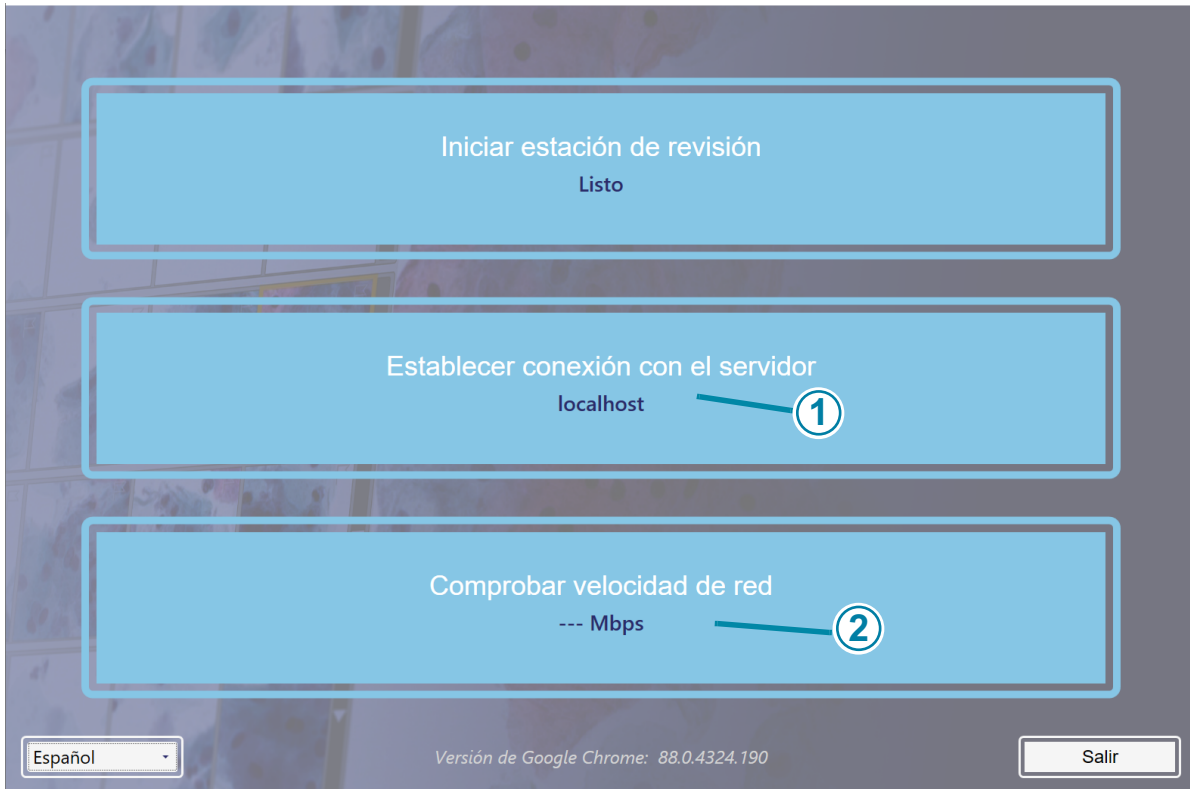 Iniciar estación de revisión
Listo
Establecer conexión con el servidor
localhost
1
Comprobar velocidad de red
--- Mbps
2
Español
Versión de Google Chrome: 88.0.4324.190
Salir